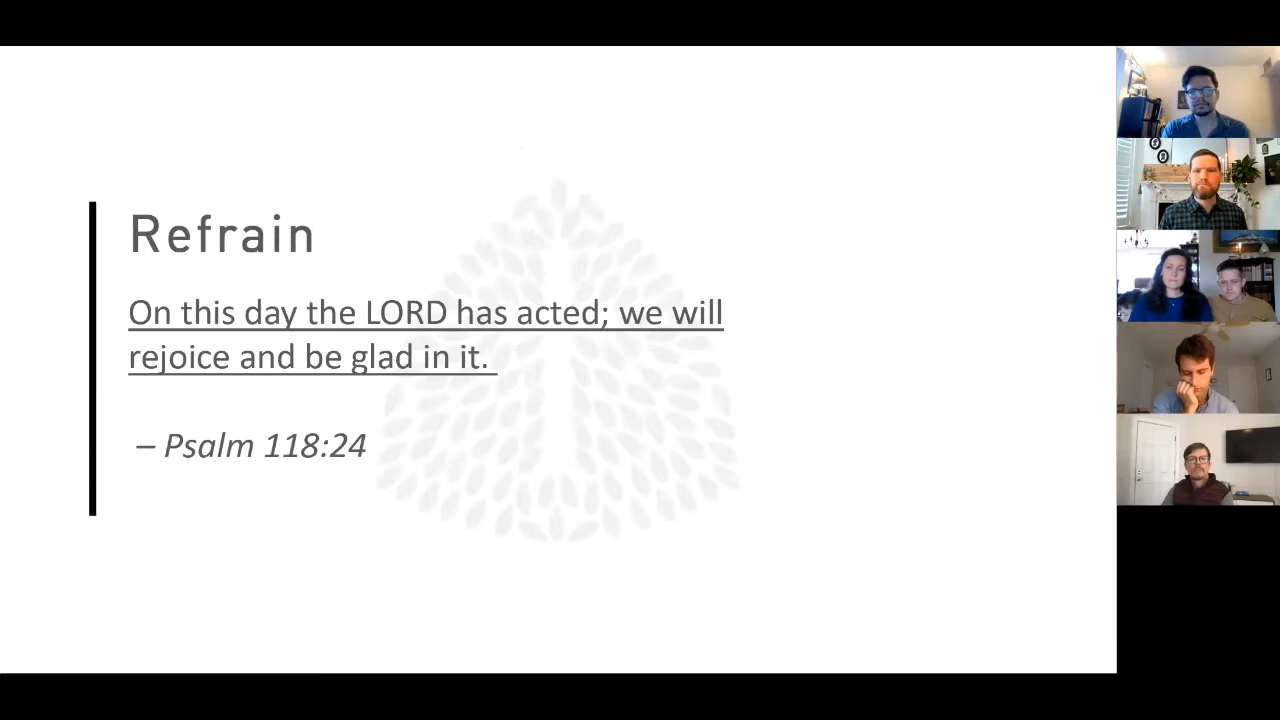 Refrain
On this day the LORD has acted; we will
rejoice and be glad in it.
– Psalm 118:24